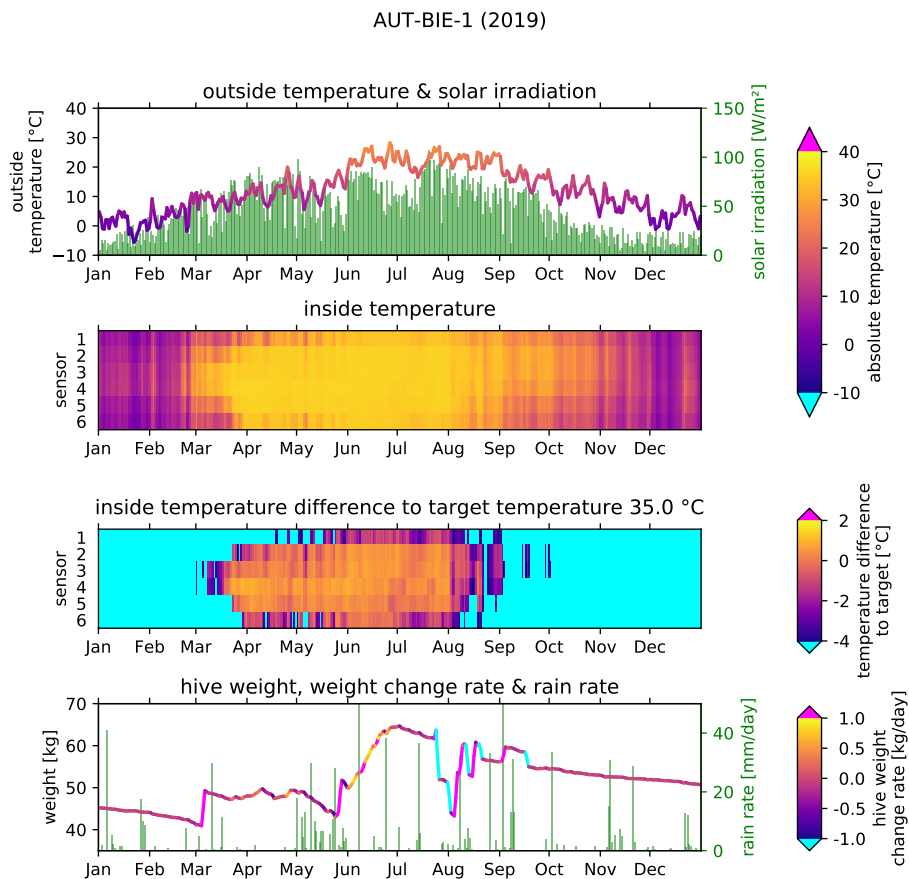 AUT-BIE-1 (2019)
outside temperature & solar irradiation
outside
temperature [°C]
40
30
20
10
0
−10
150
100
50
0
solar irradiation [W/m²]
Jan Feb Mar Apr May Jun Jul Aug Sep Oct Nov Dec
inside temperature
sensor
1
2
3
4
5
6
Jan Feb Mar Apr May Jun Jul Aug Sep Oct Nov Dec
40
30
20
10
0
-10
absolute temperature [°C]
inside temperature difference to target temperature 35.0 °C
sensor
1
2
3
4
5
6
Jan Feb Mar Apr May Jun Jul Aug Sep Oct Nov Dec
2
0
-2
-4
temperature difference
to target [°C]
hive weight, weight change rate & rain rate
weight [kg]
70
60
50
40
40
20
0
rain rate [mm/day]
Jan Feb Mar Apr May Jun Jul Aug Sep Oct Nov Dec
1.0
0.5
0.0
-0.5
-1.0
hive weight
change rate [kg/day]